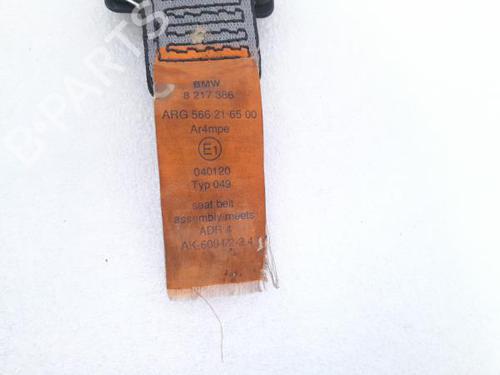 BMW
8 217 386
ARG 566 21 65 00
Ar4mpe
E1
040120
Typ 049
seat belt
assembly meets
ADR 4
B-Parts